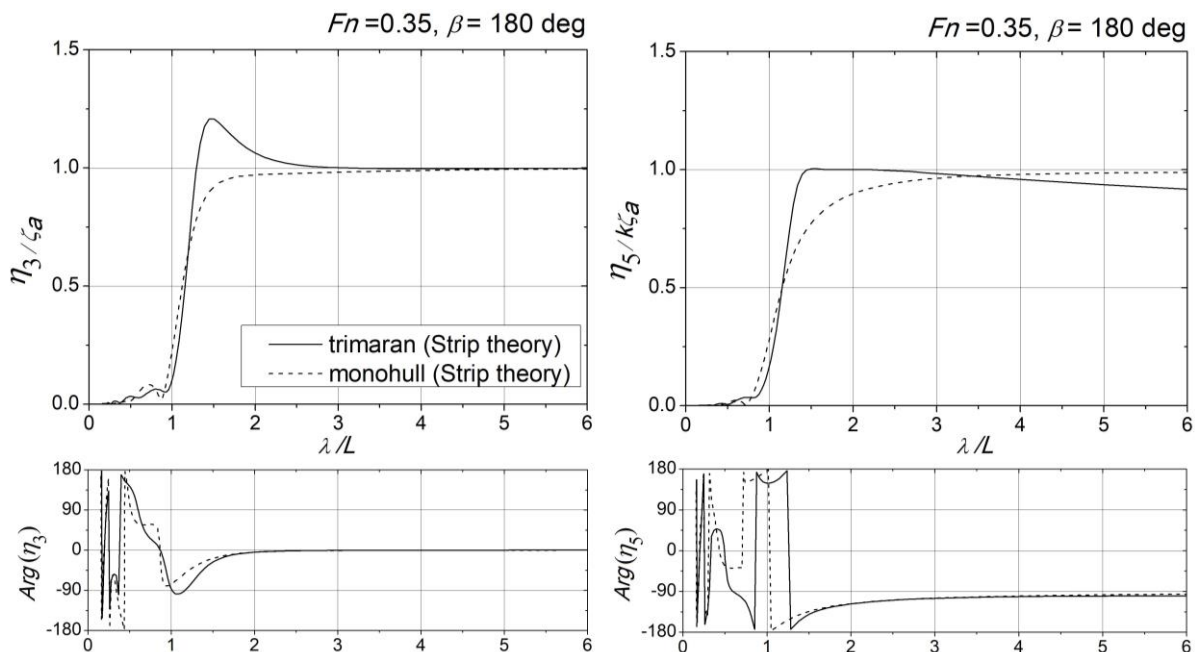 Fn=0.35, β= 180 deg
1.5
1.0
0.5
0.0
η3/ζa
trimaran (Strip theory)
monohull (Strip theory)
0 1 2 3 4 5 6
λ/L
180
90
0
-90
-180
Arg(η3)
0 1 2 3 4 5 6
Fn=0.35, β= 180 deg
1.5
1.0
0.5
0.0
η5/kζa
0 1 2 3 4 5 6
λ/L
180
90
0
-90
-180
Arg(η5)
0 1 2 3 4 5 6